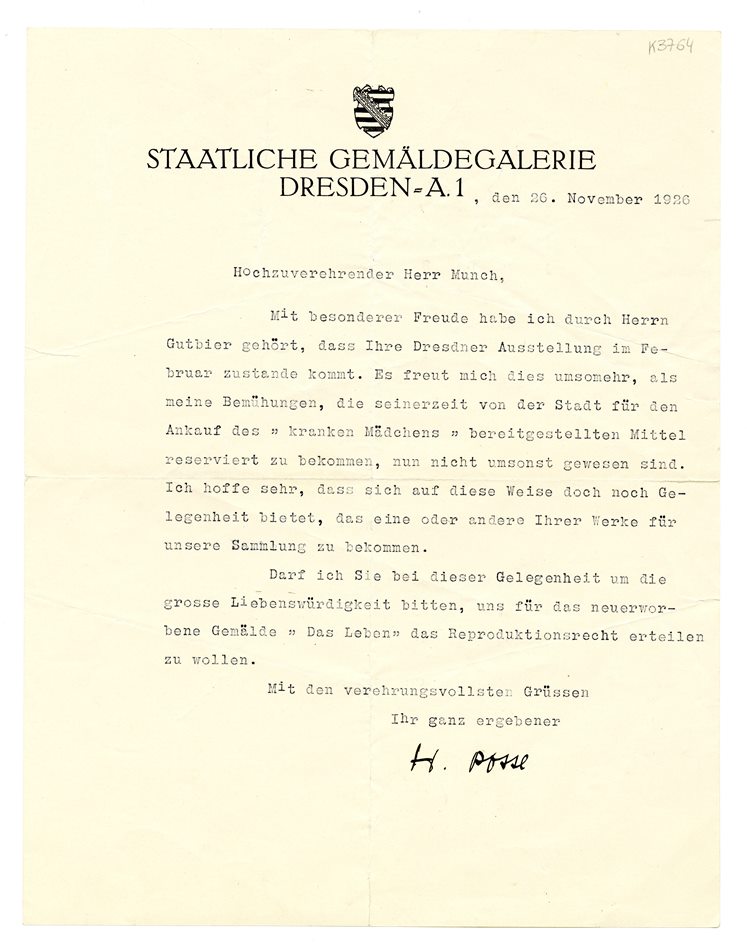 K3764
STAATLICHE GEMÄLDEGALERIE
DRESDEN=A.1, den 26. November 1926
Hochzuverehrender Herr Munch,
Mit besonderer Freude habe ich durch Herrn
Gutbier gehört, dass Ihre Dresdner Ausstellung im Fe-
bruar zustande kommt. Es freut mich dies umsomehr, als
meine Bemühungen, die seinerzeit von der Stadt für den
Ankauf des „ kranken Mädchens „ bereitgestellten Mittel
reserviert zu bekommen, nun nicht umsonst gewesen sind.
Ich hoffe sehr, dass sich auf diese Weise doch noch Ge-
legenheit bietet, das eine oder andere Ihrer Werke für
unsere Sammlung zu bekommen.
Darf ich Sie bei dieser Gelegenheit um die
grosse Liebenswürdigkeit bitten, uns für das neuerwor-
bene Gemälde „ Das Leben„ das Reproduktionsrecht erteilen
zu wollen.
Mit den verehrungsvollsten Grüssen
Ihr ganz ergebener
H. Posse